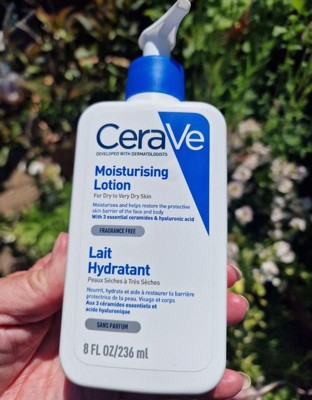 CeraVe
DEVELOPED WITH DERMATOLOGISTS
Moisturising
Lotion
For Dry to Very Dry Skin
Moisturises and helps restore the protective
skin barrier of the face and body
With 3 essential ceramides & hyaluronic acid
FRAGRANCE FREE
Lait
Hydratant
Peaux Sèches à Très Sèches
Nourrit, hydrate et aide à restaurer la barrière
protectrice de la peau. Visage et corps
Aux 3 céramides essentiels et
acide hyaluronique
SANS PARFUM
8 FL OZ/236 ml